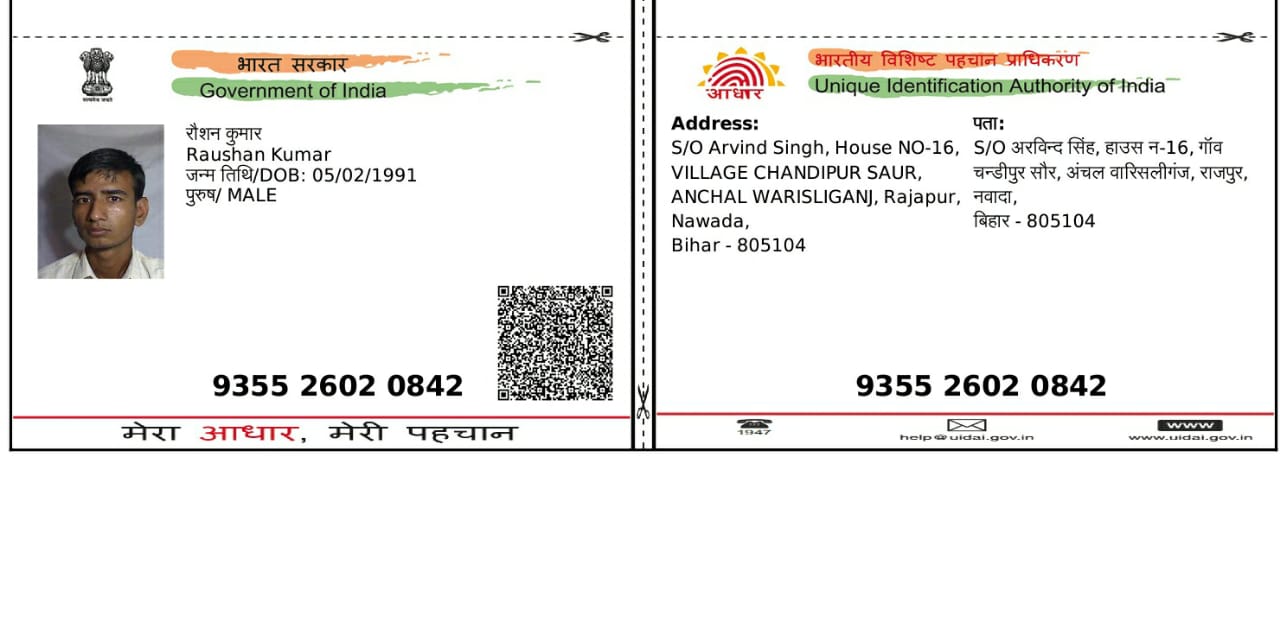 भारत सरकार
Government of India
सत्यमेव जयते
रौशन कुमार
Raushan Kumar
जन्म तिथि/DOB: 05/02/1991
पुरुष/ MALE
9355 2602 0842
मेरा आधार, मेरी पहचान
भारतीय विशिष्ट पहचान प्राधिकरण
Unique Identification Authority of India
आधार
Address:
S/O Arvind Singh, House NO-16,
VILLAGE CHANDIPUR SAUR,
ANCHAL WARISLIGANJ, Rajapur,
Nawada,
Bihar - 805104
पता:
S/O अरविन्द सिंह, हाउस न-16, गॉव
चन्डीपुर सौर, अंचल वारिसलीगंज, राजपुर,
नवादा,
बिहार - 805104
9355 2602 0842
1947
help@uidai.gov.in
www
www.uidai.gov.in